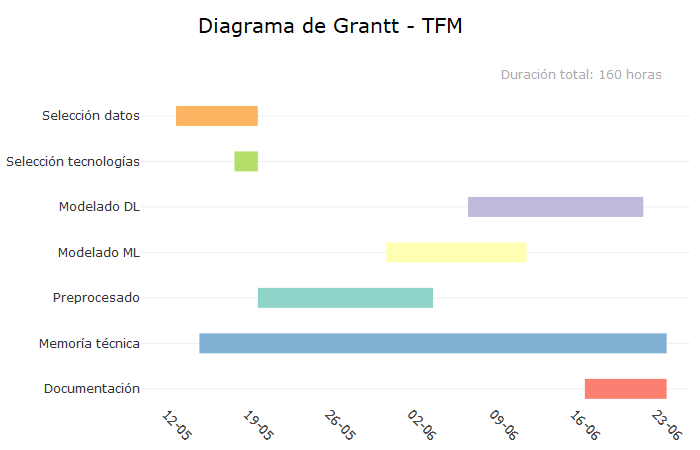 Diagrama de Grantt - TFM
Duración total: 160 horas
Selección datos
Selección tecnologías
Modelado DL
Modelado ML
Preprocesado
Memoría técnica
Documentación
12-05
19-05
26-05
02-06
09-06
16-06
23-06